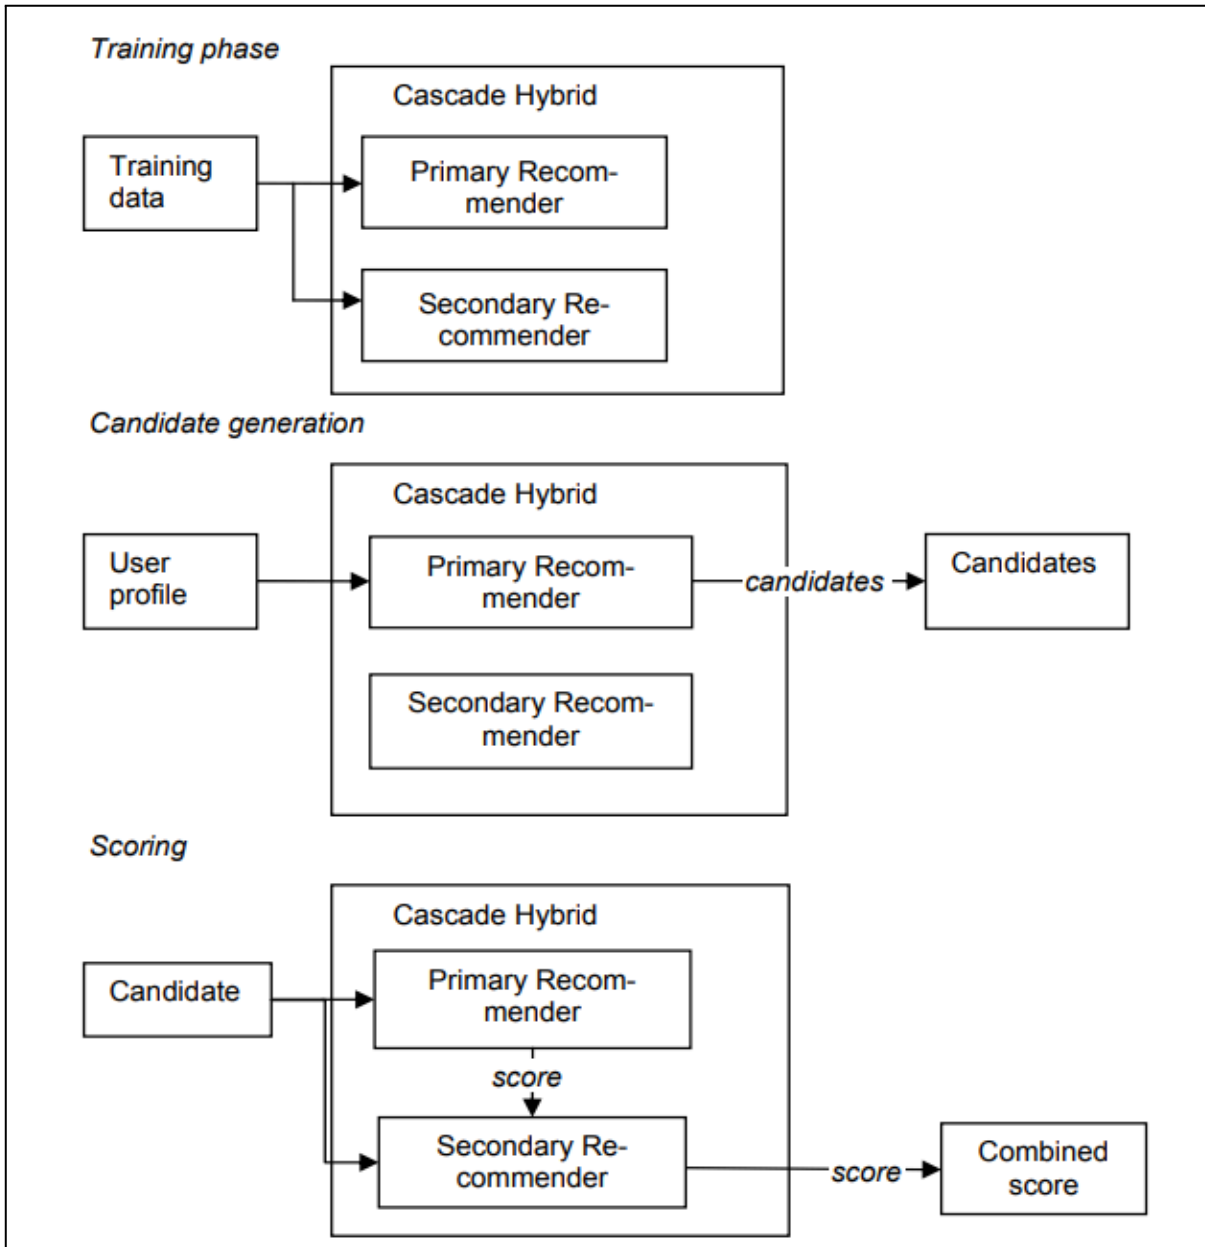 Training phase
Cascade Hybrid
Training
data
Primary Recom-
mender
Secondary Re-
commender
Candidate generation
Cascade Hybrid
User
profile
Primary Recom-
mender
candidates
Candidates
Secondary Recom-
mender
Scoring
Cascade Hybrid
Candidate
Primary Recom-
mender
score
Secondary Re-
commender
score
Combined
score